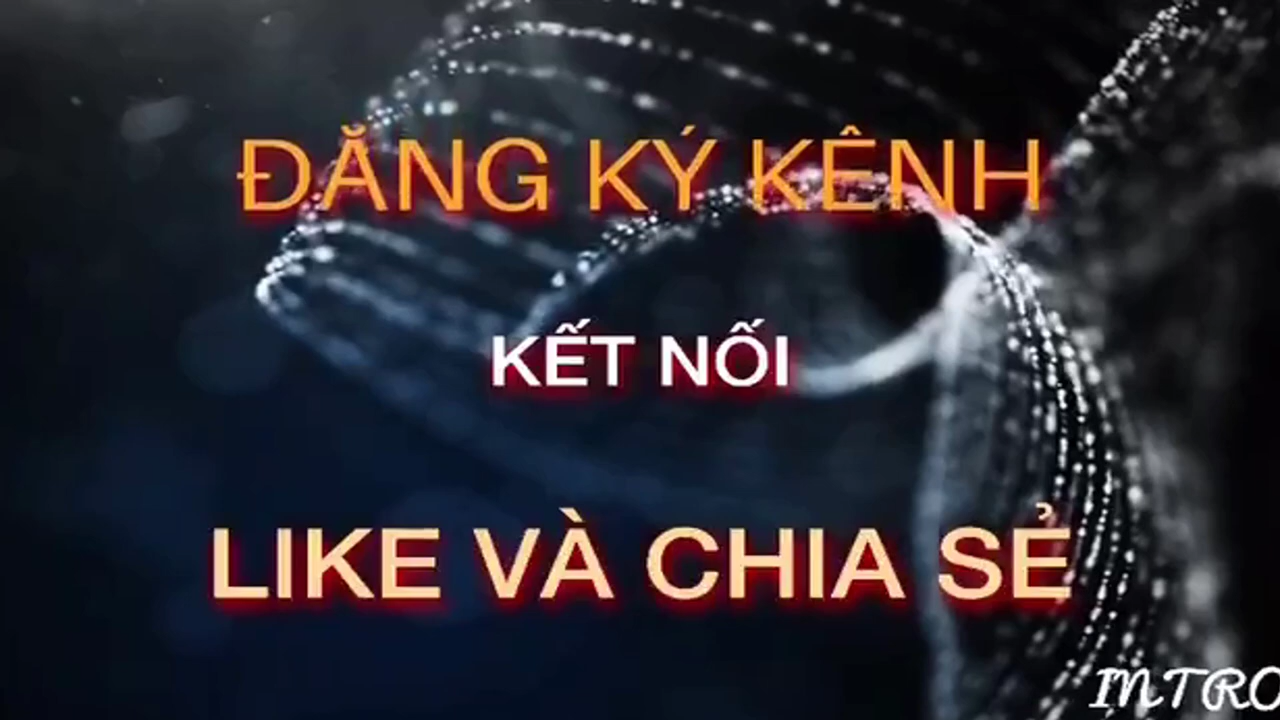 ĐĂNG KÝ KÊNH
KẾT NỐI
LIKE VÀ CHIA SẺ
INTRO